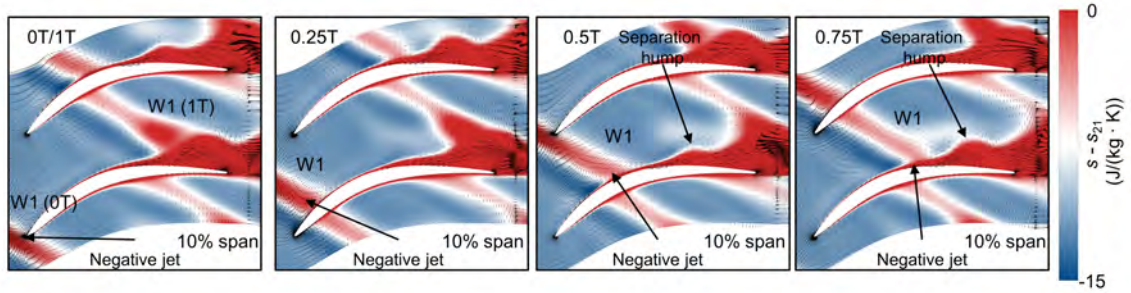 0T/1T
W1 (1T)
W1 (0T)
10% span
Negative jet
0.25T
W1
10% span
Negative jet
0.5T
Separation
hump
W1
10% span
Negative jet
0.75T
Separation
hump
W1
10% span
Negative jet
0
s - s21
(J/(kg · K))
-15